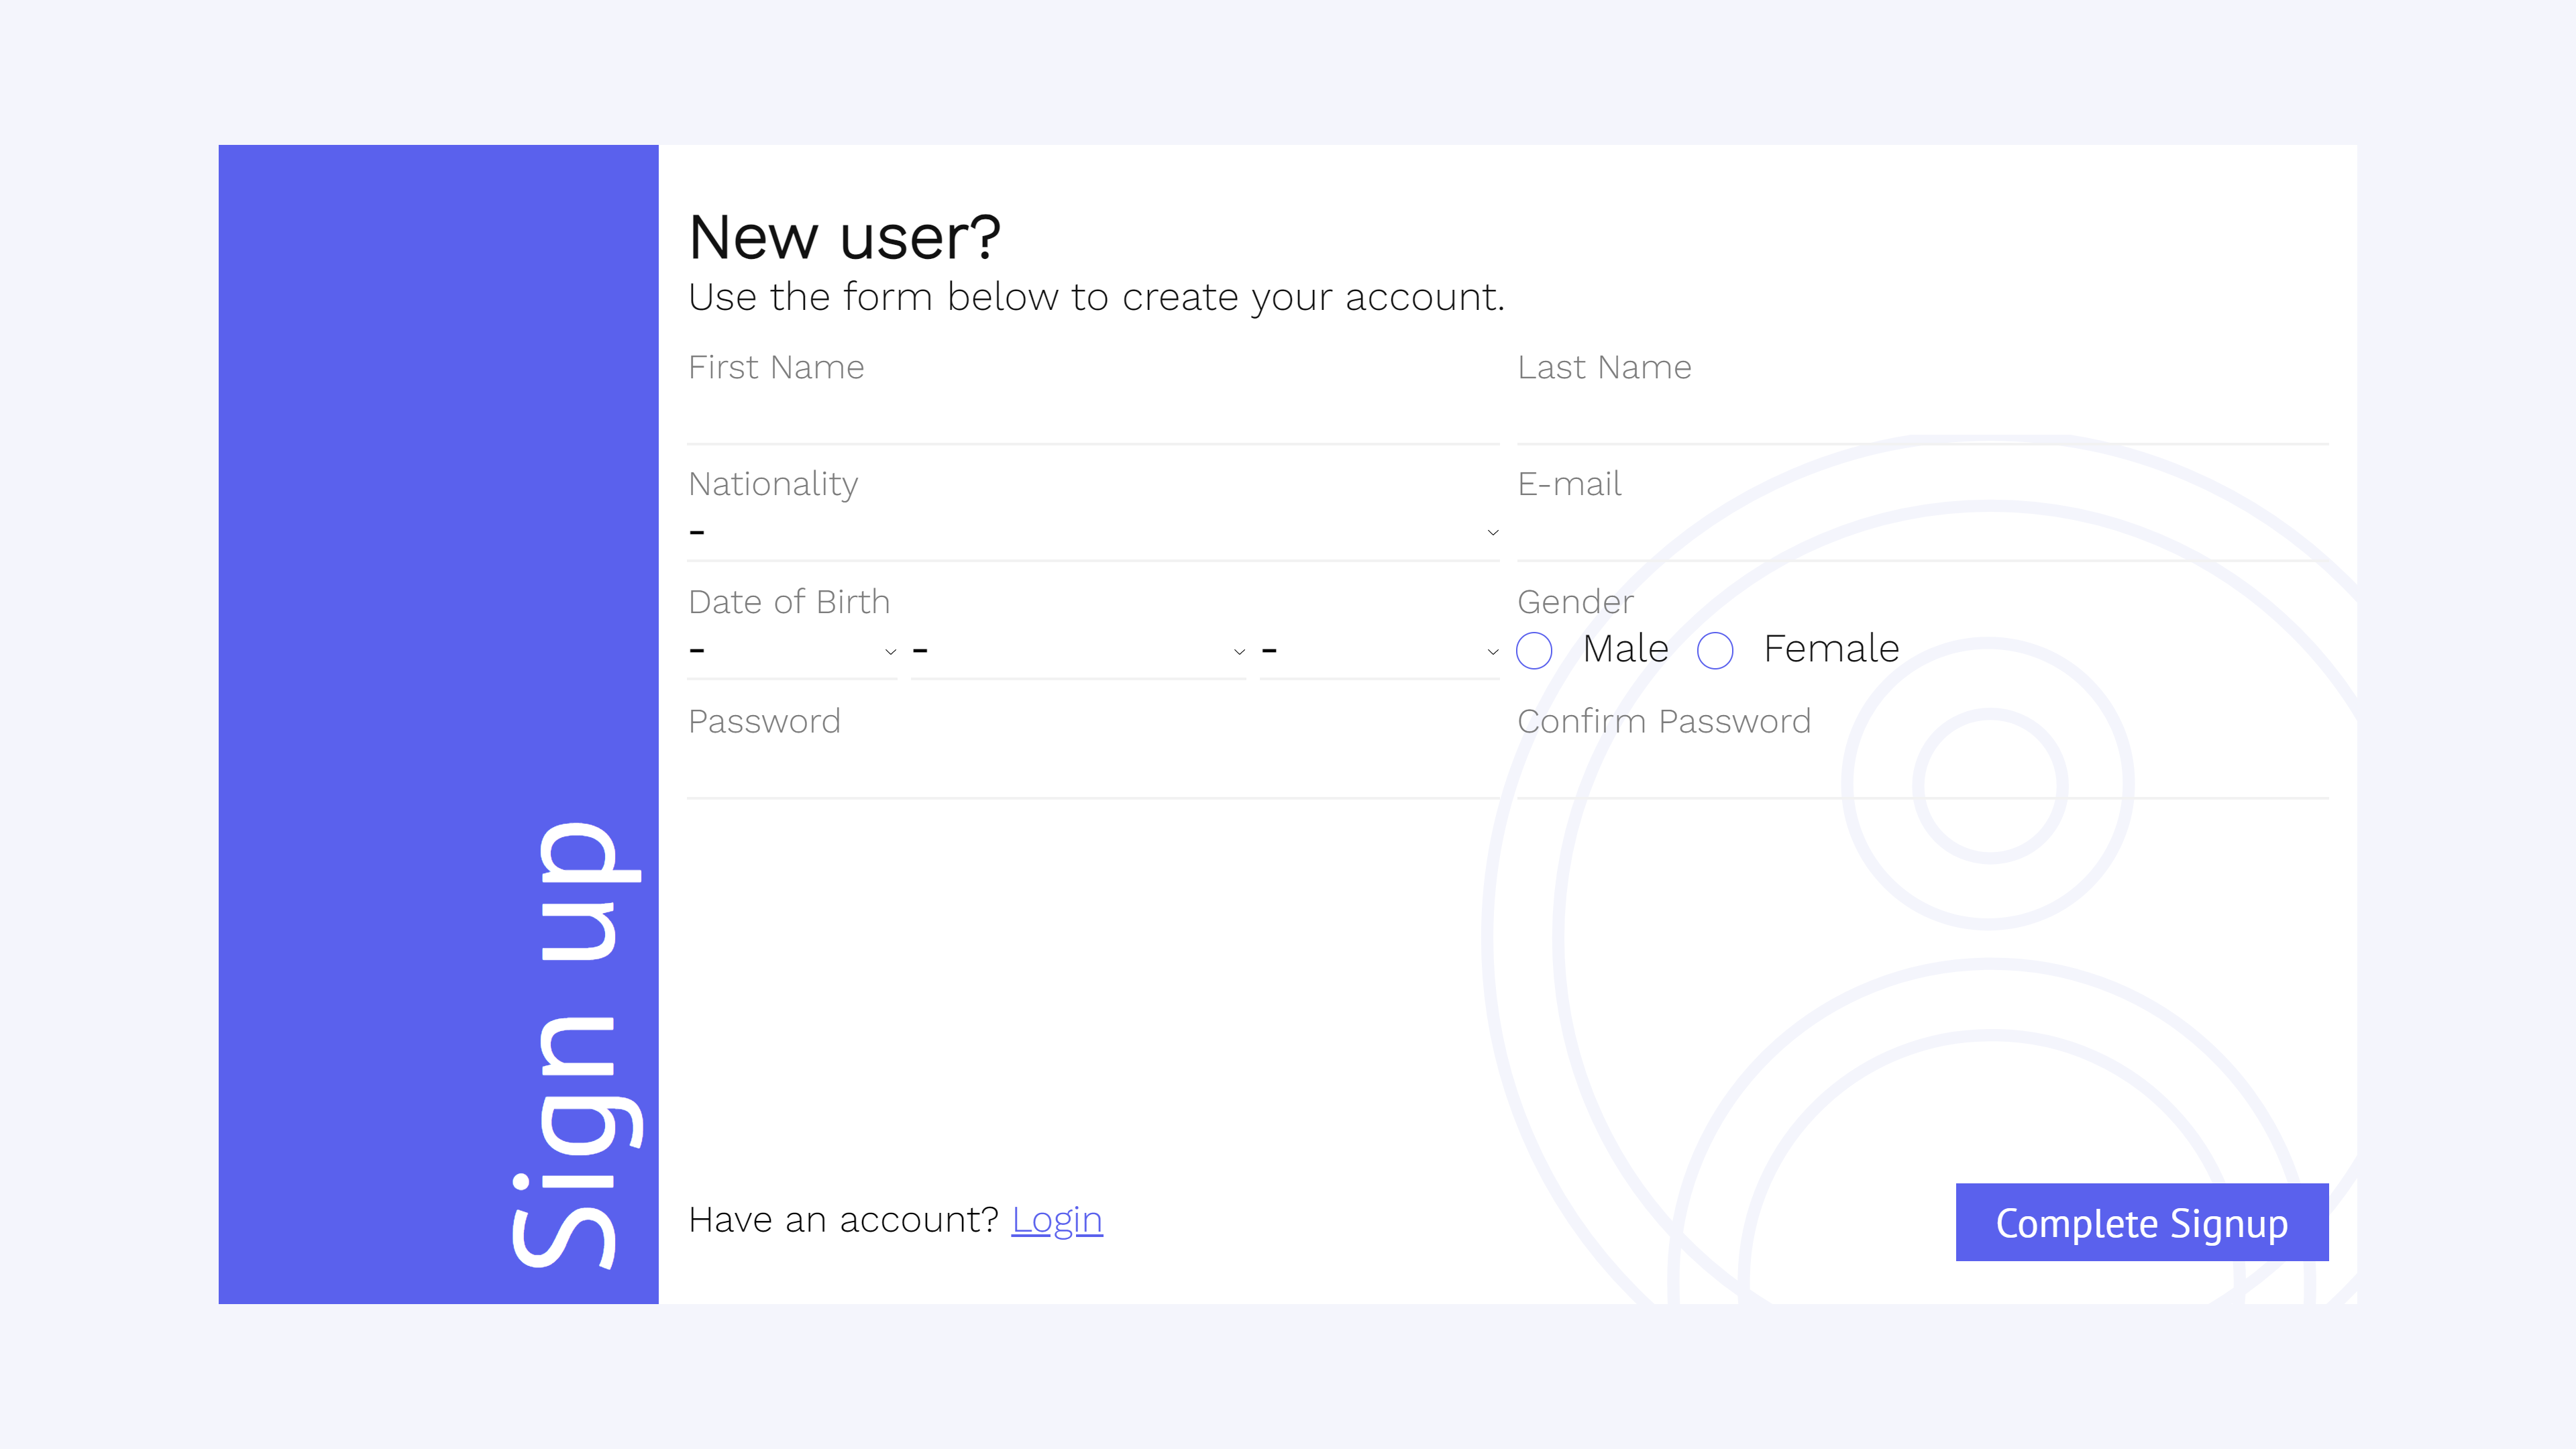 Sign up
New user?
Use the form below to create your account.
First Name
Last Name
Nationality
E-mail
-
Date of Birth
Gender
- - -
Male Female
Password
Confirm Password
Have an account? Login
Complete Signup